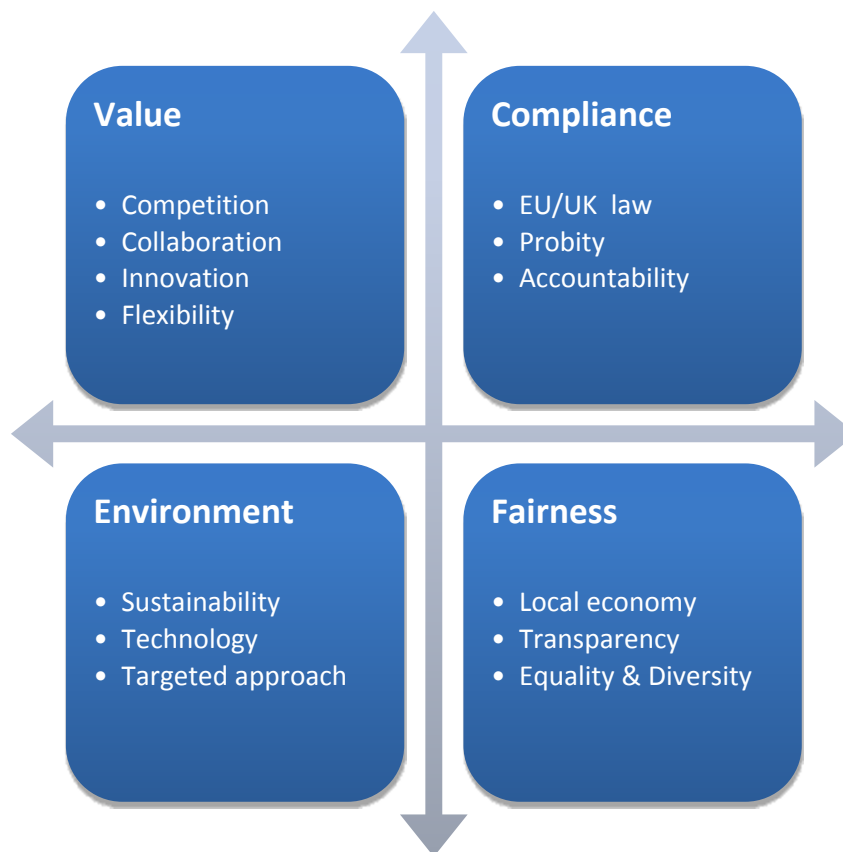 Value
• Competition
• Collaboration
• Innovation
• Flexibility
Compliance
• EU/UK  law
• Probity
• Accountability
Environment
• Sustainability
• Technology
• Targeted approach
Fairness
• Local economy
• Transparency
• Equality & Diversity